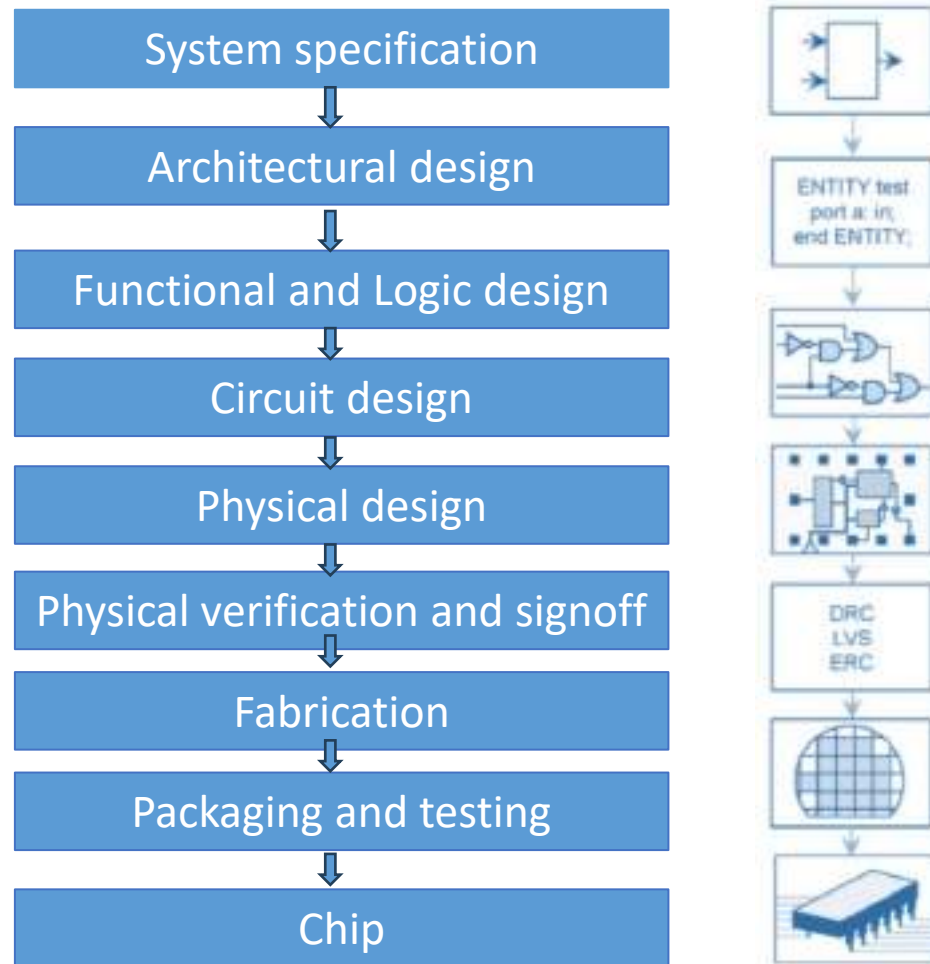 System specification
Architectural design
Functional and Logic design
Circuit design
Physical design
Physical verification and signoff
Fabrication
Packaging and testing
Chip
ENTITY test
port a: in;
end ENTITY;
DRC
LVS
ERC